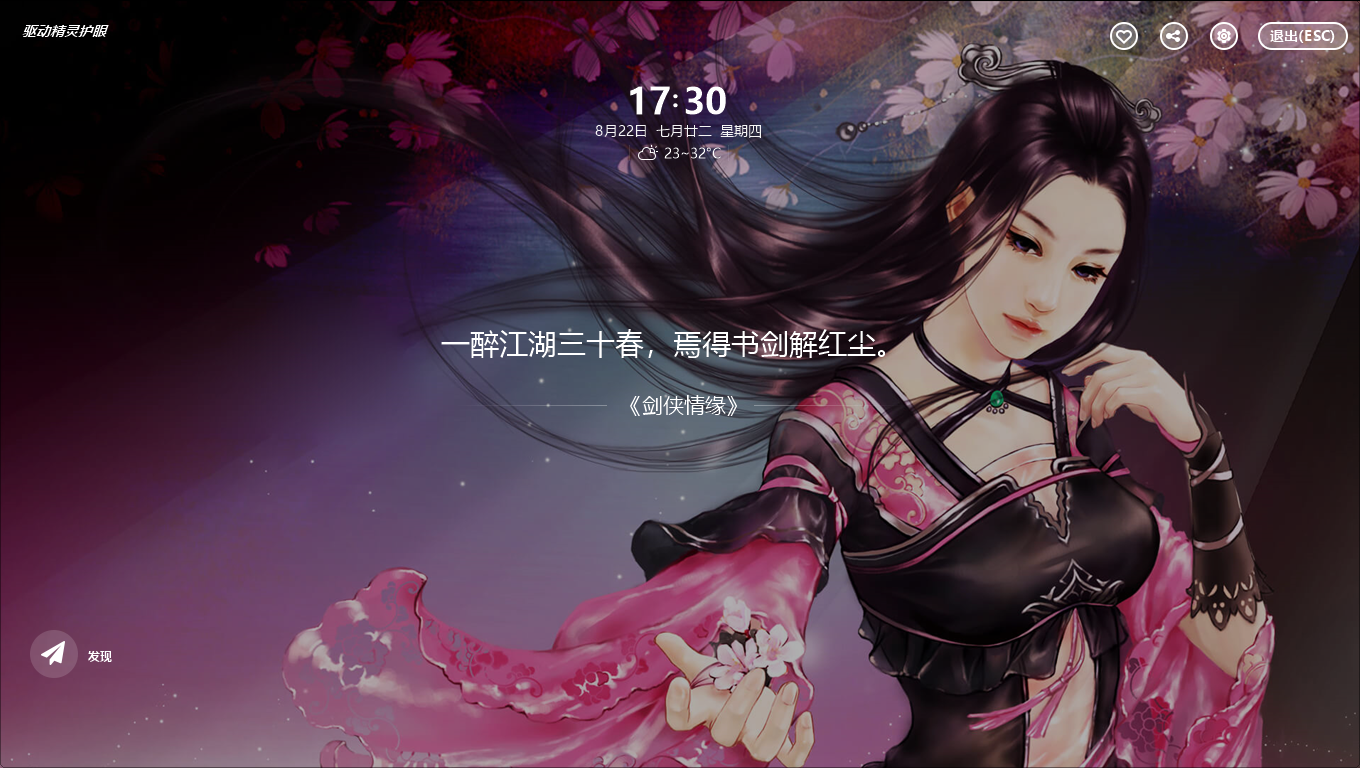 驱动精灵护眼
退出(ESC)
17:30
8月22日 七月廿二 星期四
23~32°C
一醉江湖三十春，焉得书剑解红尘。
《剑侠情缘》
发现